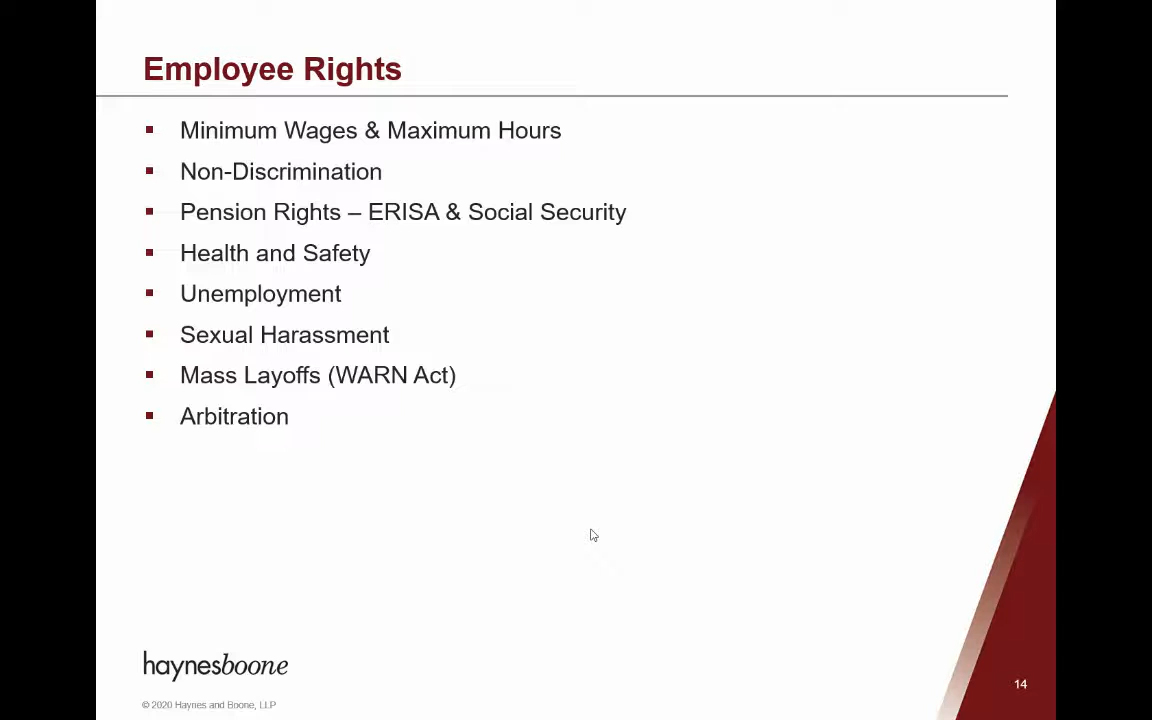 Employee Rights
Minimum Wages & Maximum Hours
Non-Discrimination
Pension Rights – ERISA & Social Security
Health and Safety
Unemployment
Sexual Harassment
Mass Layoffs (WARN Act)
Arbitration
haynesboone
14
© 2020 Haynes and Boone, LLP